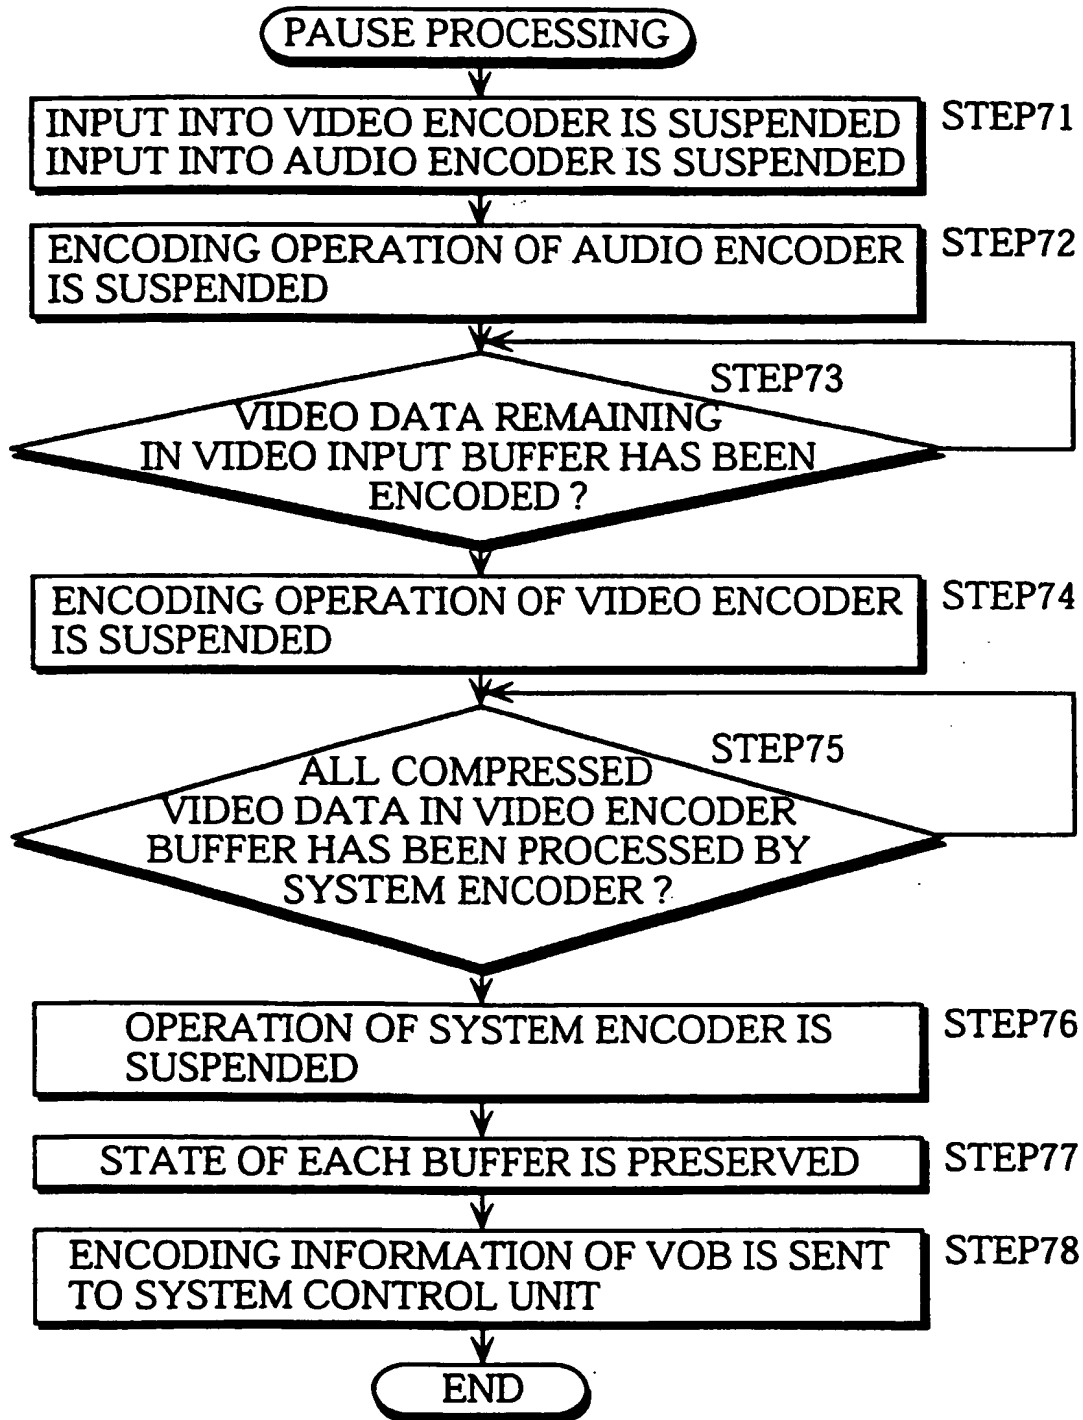 PAUSE PROCESSING
INPUT INTO VIDEO ENCODER IS SUSPENDED
INPUT INTO AUDIO ENCODER IS SUSPENDED
STEP71
ENCODING OPERATION OF AUDIO ENCODER
IS SUSPENDED
STEP72
STEP73
VIDEO DATA REMAINING
IN VIDEO INPUT BUFFER HAS BEEN
ENCODED ?
ENCODING OPERATION OF VIDEO ENCODER
IS SUSPENDED
STEP74
STEP75
ALL COMPRESSED
VIDEO DATA IN VIDEO ENCODER
BUFFER HAS BEEN PROCESSED BY
SYSTEM ENCODER ?
OPERATION OF SYSTEM ENCODER IS
SUSPENDED
STEP76
STATE OF EACH BUFFER IS PRESERVED
STEP77
ENCODING INFORMATION OF VOB IS SENT
TO SYSTEM CONTROL UNIT
STEP78
END